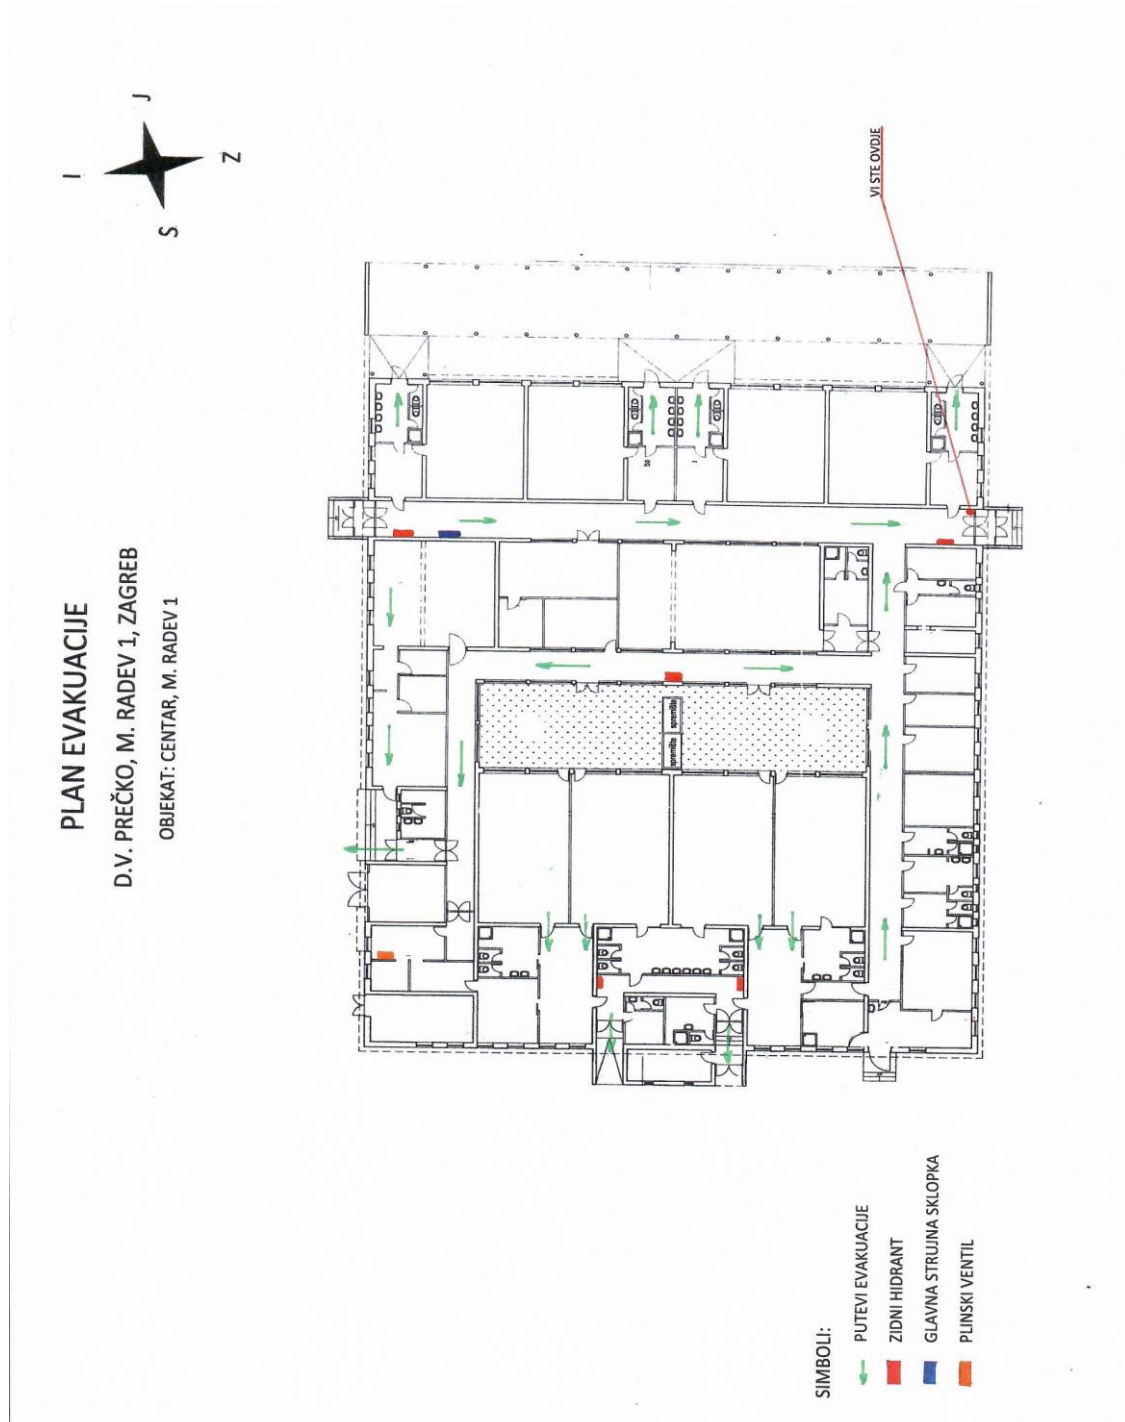 PLAN EVAKUACIJE
D.V. PREČKO, M. RADEV 1, ZAGREB
OBJEKAT: CENTAR, M. RADEV 1
J
I
Z
S
VI STE OVDJE
spremište
spremište
SIMBOLI:
PUTEVI EVAKUACIJE
ZIDNI HIDRANT
GLAVNA STRUJNA SKLOPKA
PLINSKI VENTIL